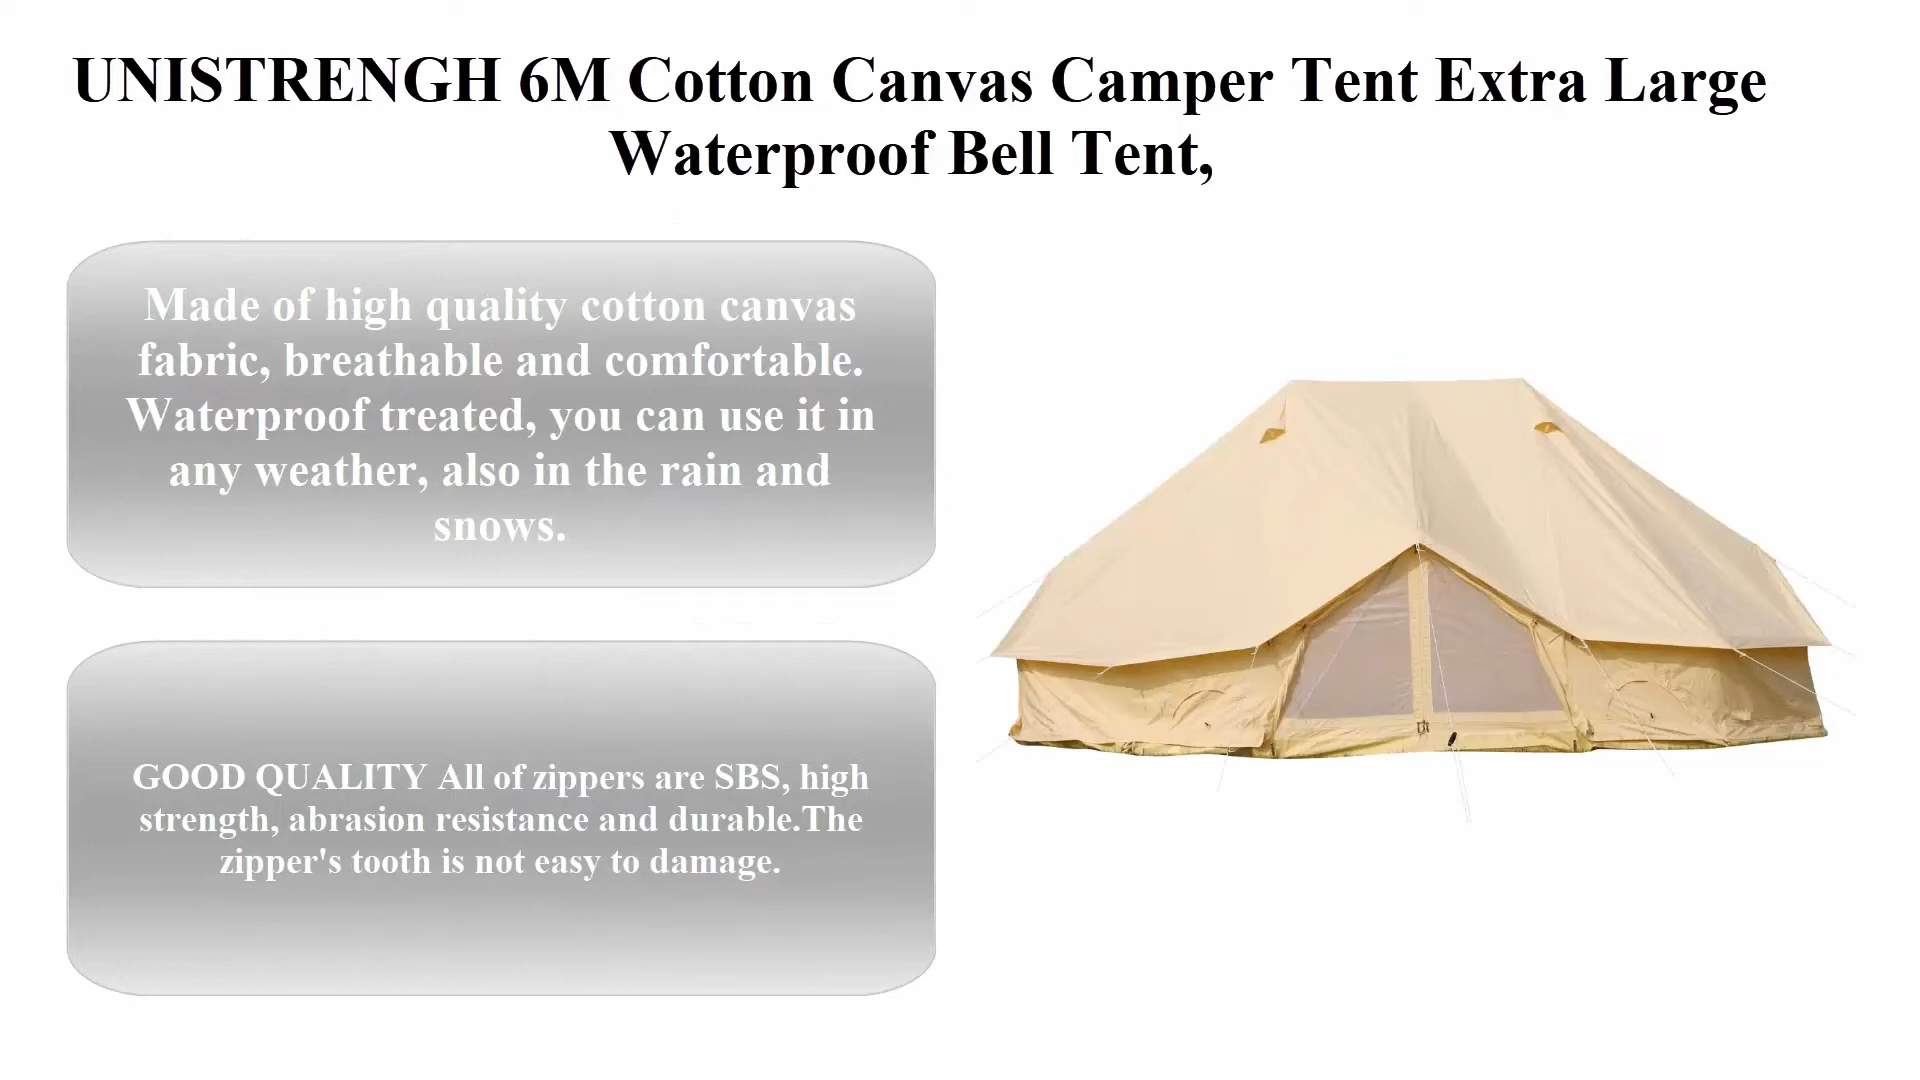 UNISTRENGH 6M Cotton Canvas Camper Tent Extra Large
Waterproof Bell Tent,
Made of high quality cotton canvas
fabric, breathable and comfortable.
Waterproof treated, you can use it in
any weather, also in the rain and
snows.
GOOD QUALITY All of zippers are SBS, high
strength, abrasion resistance and durable.The
zipper's tooth is not easy to damage.